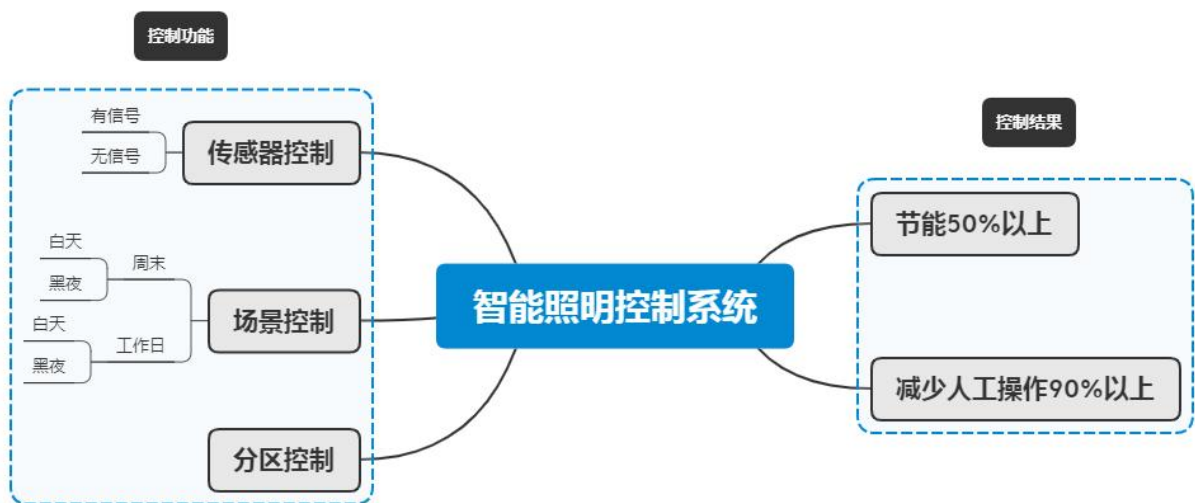 控制功能
有信号
无信号
传感器控制
白天
黑夜
周末
白天
黑夜
工作日
场景控制
分区控制
智能照明控制系统
控制结果
节能50%以上
减少人工操作90%以上